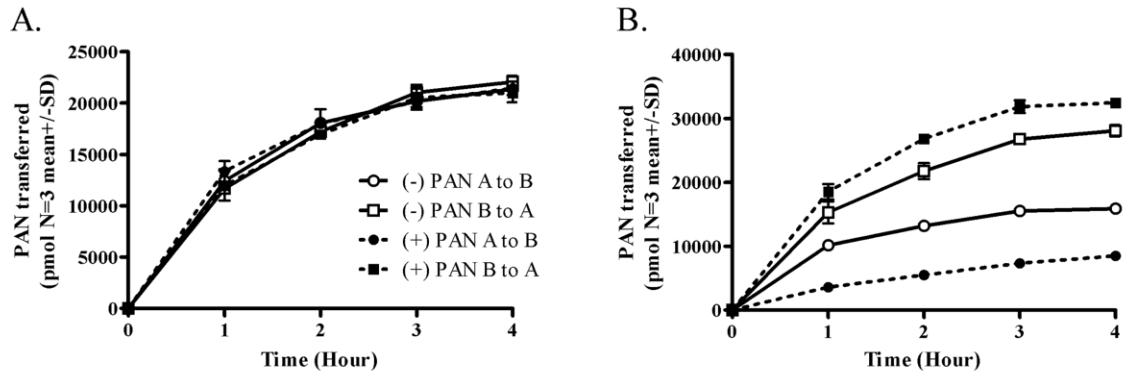 A.
PAN transferred
(pmol N=3 mean+/-SD)
25000
20000
15000
10000
5000
0
0 1 2 3 4
Time (Hour)
(-) PAN A to B
(-) PAN B to A
(+) PAN A to B
(+) PAN B to A
B.
PAN transferred
(pmol N=3 mean+/-SD)
40000
30000
20000
10000
0
0 1 2 3 4
Time (Hour)